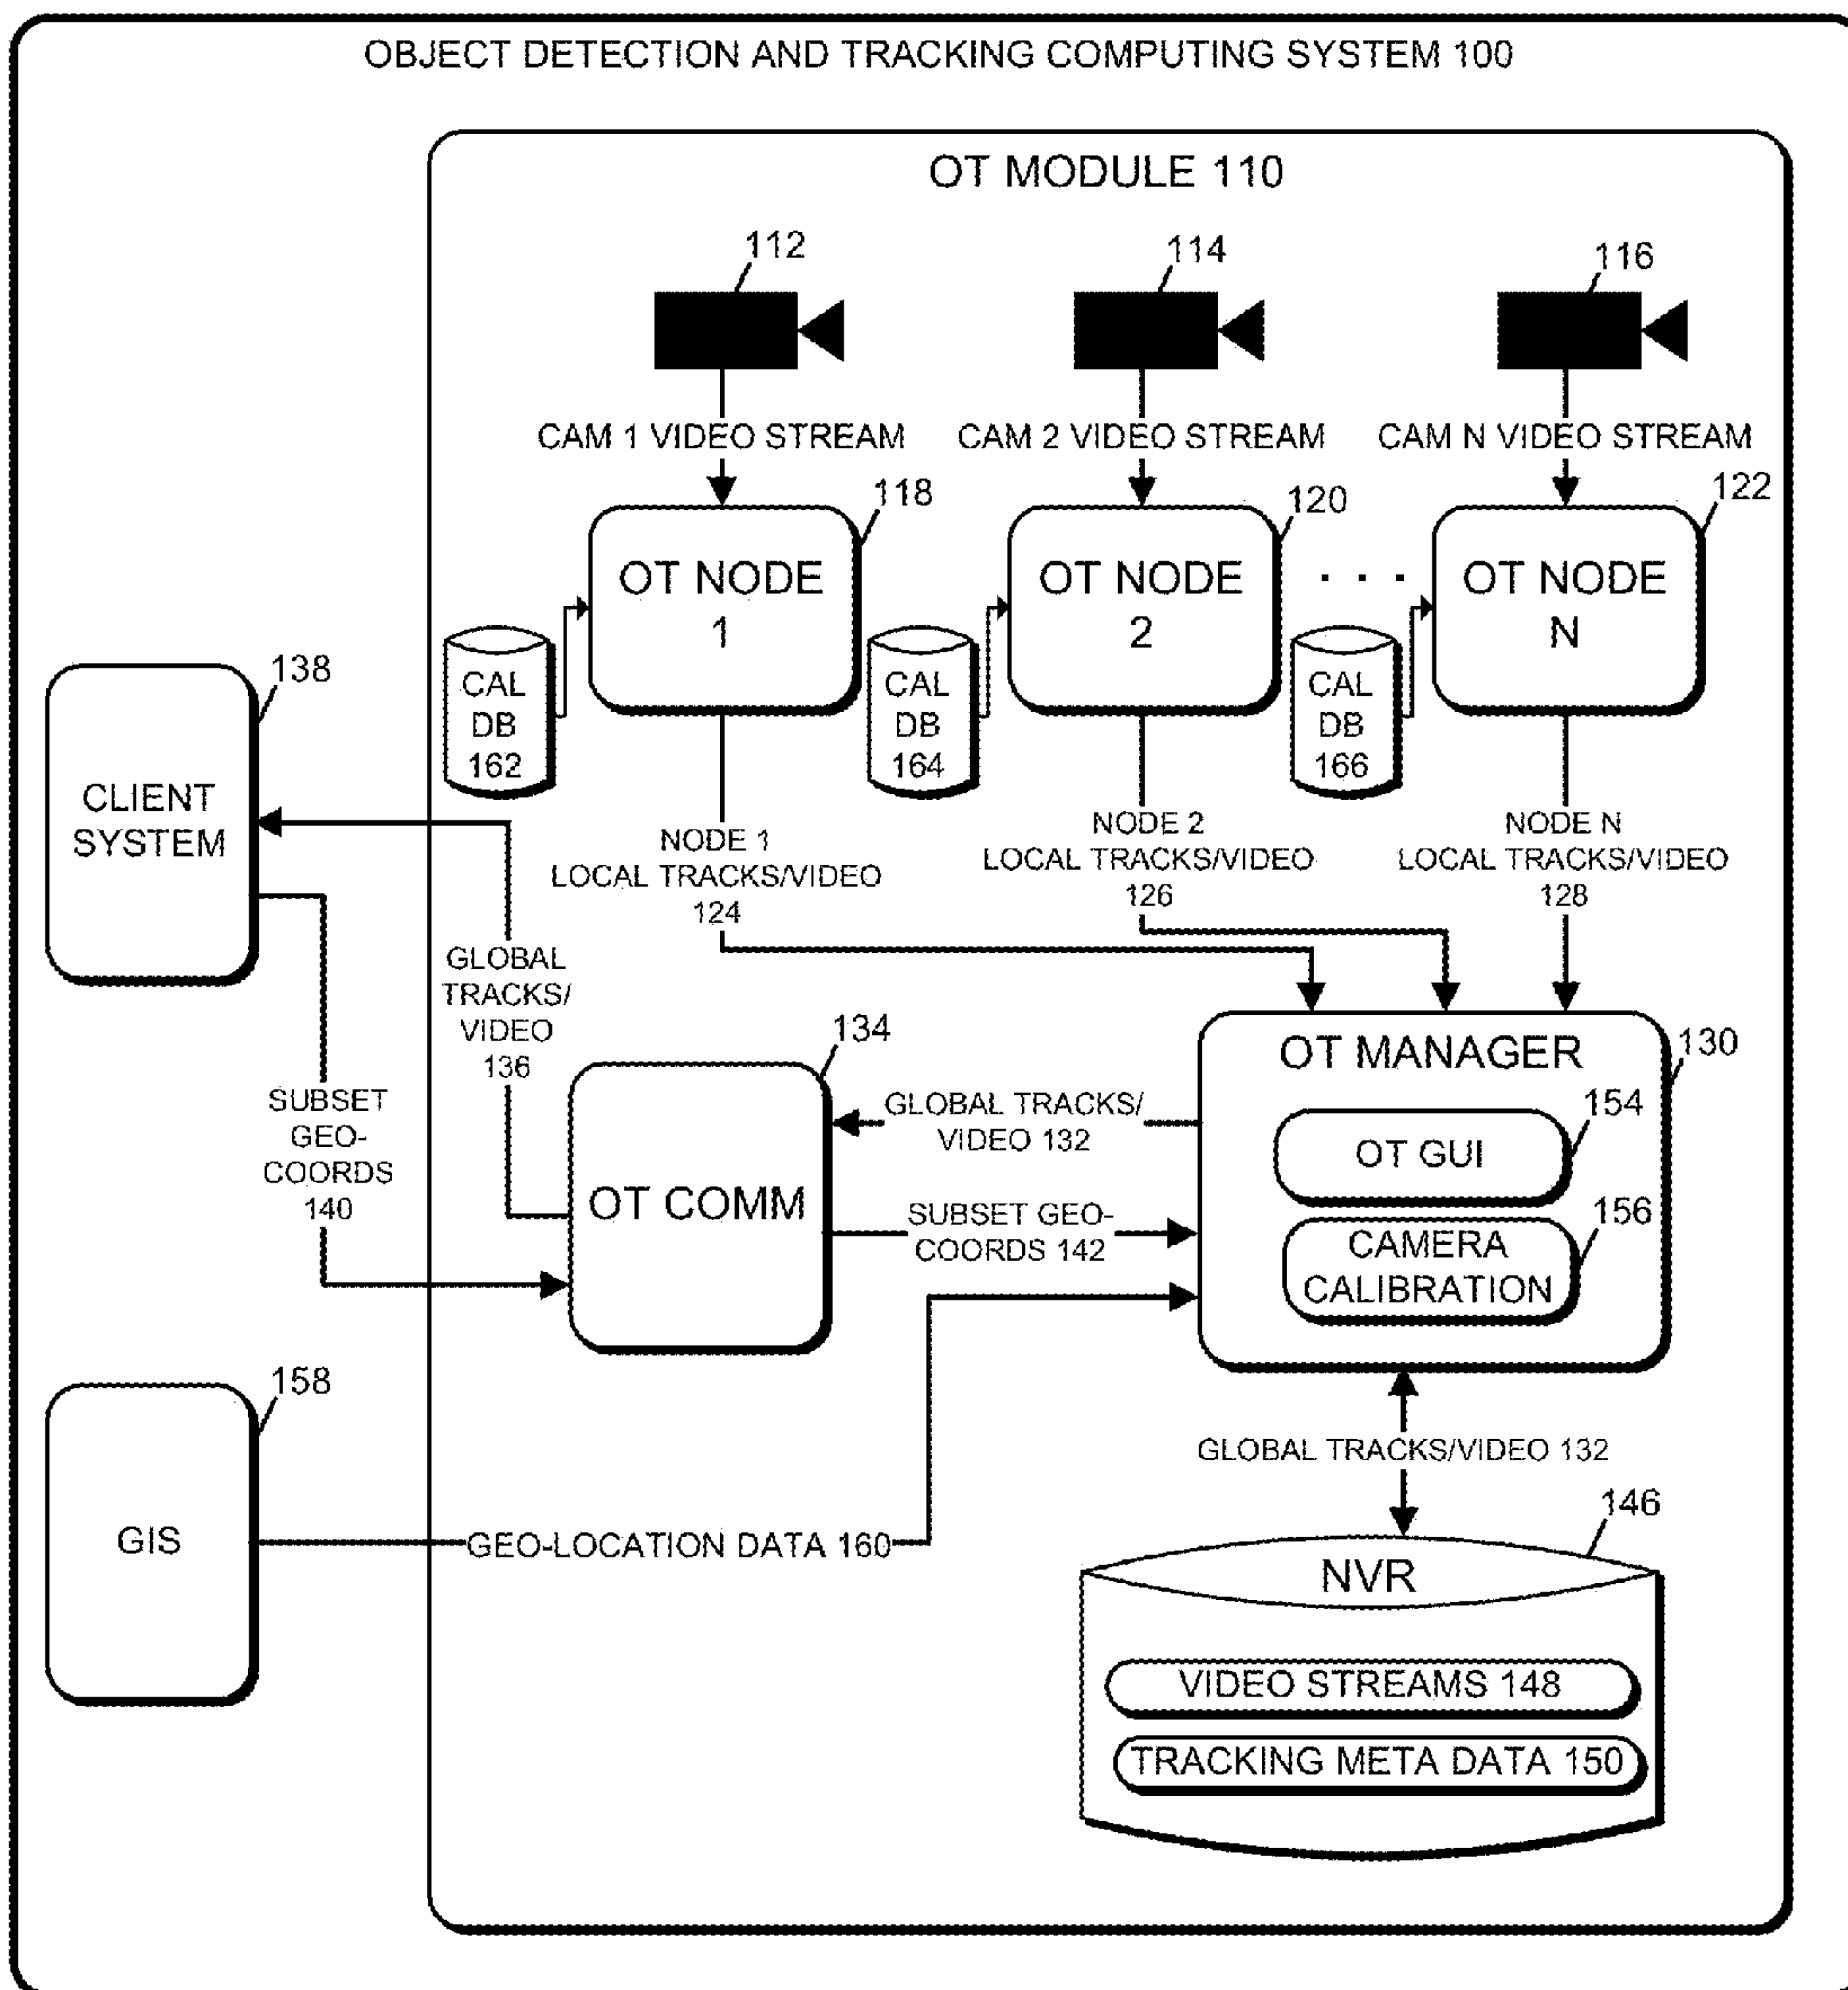 OBJECT DETECTION AND TRACKING COMPUTING SYSTEM 100
OT MODULE 110
112
114
116
CAM 1 VIDEO STREAM
CAM 2 VIDEO STREAM
CAM N VIDEO STREAM
118
120
122
OT NODE
1
OT NODE
2
. . .
OT NODE
N
CAL
DB
162
CAL
DB
164
CAL
DB
166
138
CLIENT
SYSTEM
NODE 1
LOCAL TRACKS/VIDEO
124
NODE 2
LOCAL TRACKS/VIDEO
126
NODE N
LOCAL TRACKS/VIDEO
128
GLOBAL
TRACKS/
VIDEO
136
SUBSET
GEO-
COORDS
140
134
OT COMM
GLOBAL TRACKS/
VIDEO 132
SUBSET GEO-
COORDS 142
130
OT MANAGER
154
OT GUI
156
CAMERA
CALIBRATION
158
GIS
GEO-LOCATION DATA 160
GLOBAL TRACKS/VIDEO 132
146
NVR
VIDEO STREAMS 148
TRACKING META DATA 150